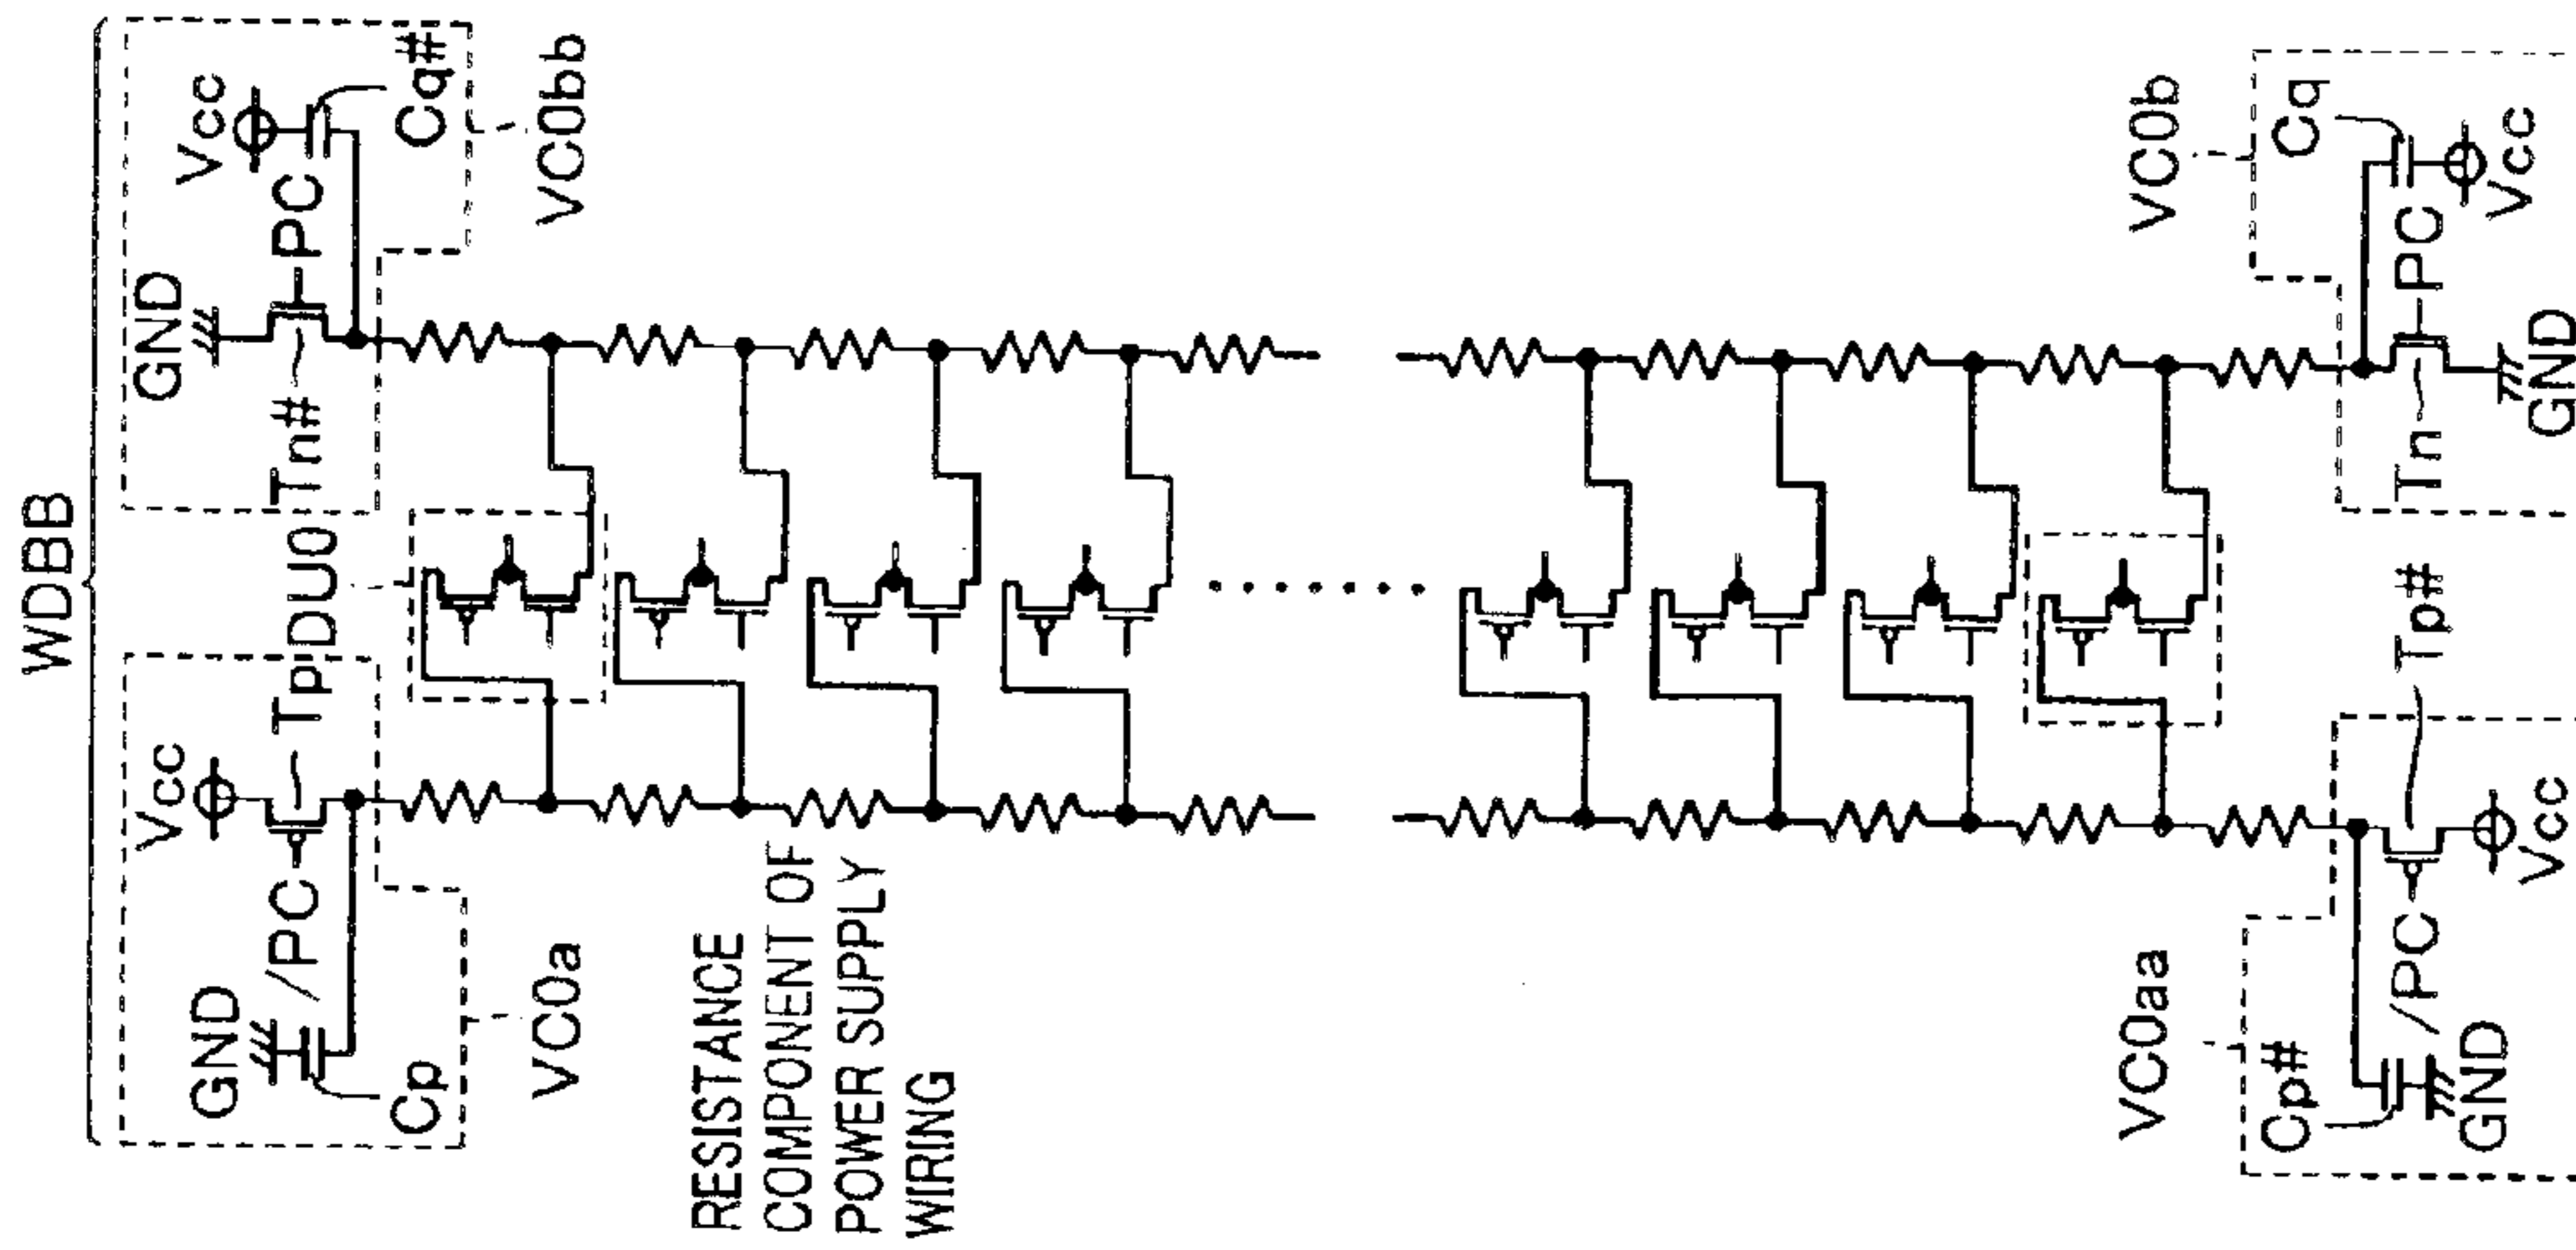 WDBB
Vcc
Cq#
GND
PC
Tn#
VC0bb
DU0
Tp
Vcc
/PC
GND
Cp
VC0a
RESISTANCE
COMPONENT OF
POWER SUPPLY
WIRING
VC0b
Cq
Vcc
PC
Tn
GND
Tp#
Vcc
/PC
VC0aa
Cp#
GND